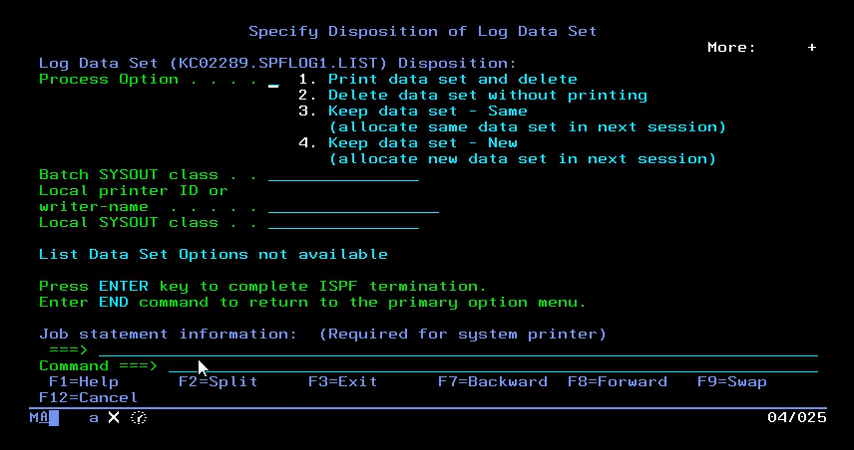 Specify Disposition of Log Data Set
More:     +
Log Data Set (KC02289.SPFLOG1.LIST) Disposition:
Process Option . . . . _  1. Print data set and delete
2. Delete data set without printing
3. Keep data set - Same
(allocate same data set in next session)
4. Keep data set - New
(allocate new data set in next session)
Batch SYSOUT class . .
Local printer ID or
writer-name  . . . . .
Local SYSOUT class . .
List Data Set Options not available
Press ENTER key to complete ISPF termination.
Enter END command to return to the primary option menu.
Job statement information:  (Required for system printer)
===>
Command ===>
F1=Help      F2=Split     F3=Exit      F7=Backward  F8=Forward   F9=Swap
F12=Cancel
MA   a X   04/025